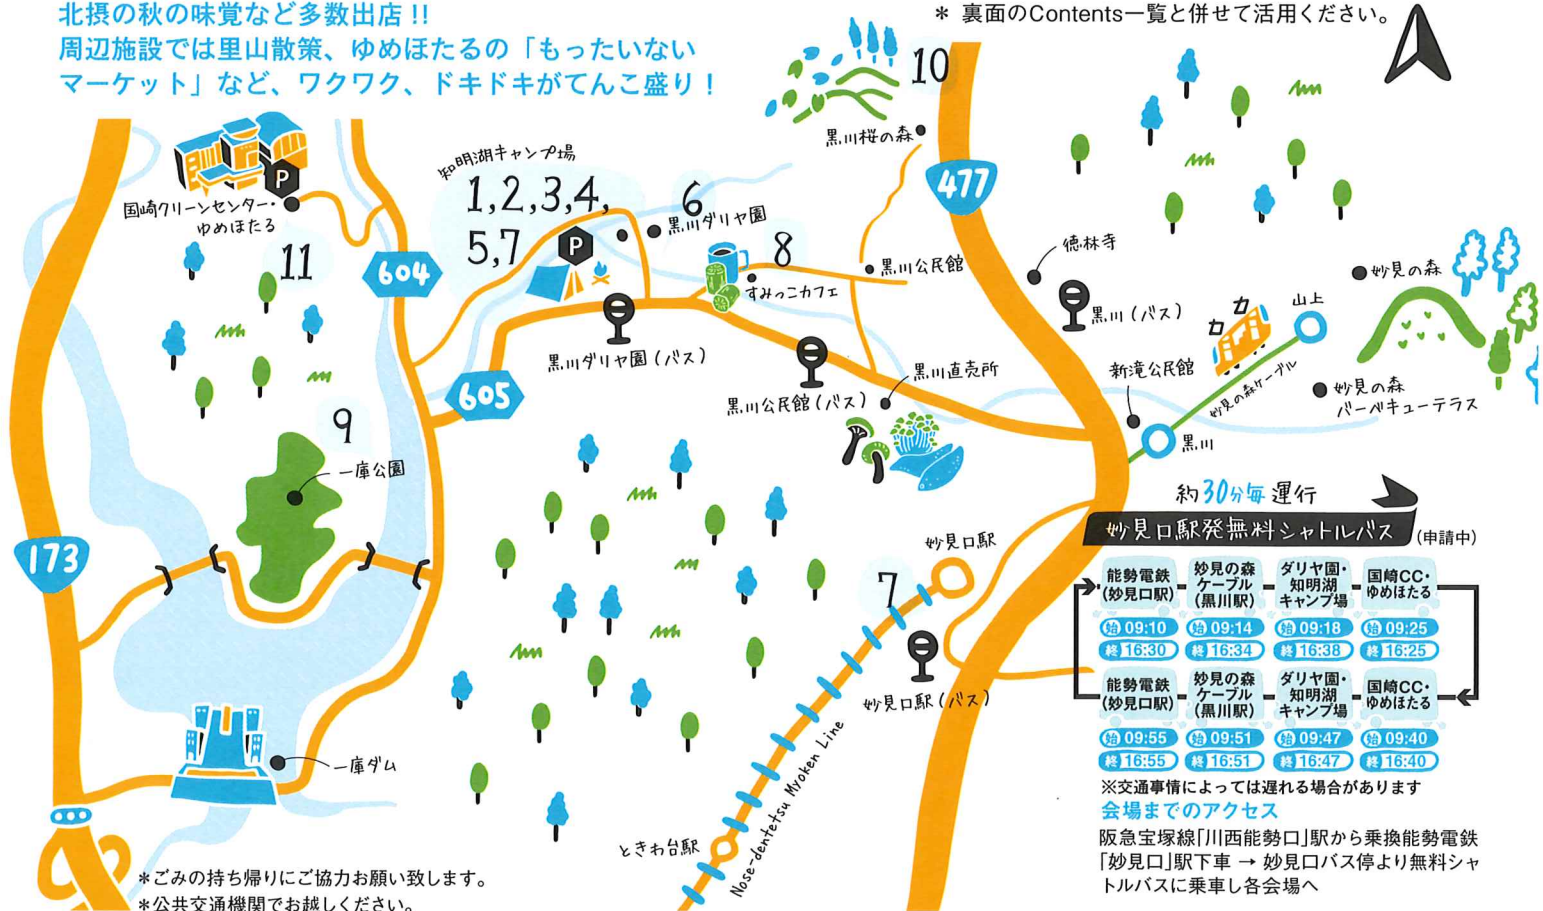 北摂の秋の味覚など多数出店 !!
周辺施設では里山散策、ゆめほたるの「もったいない
マーケット」など、ワクワク、ドキドキがてんこ盛り！
＊ 裏面のContents一覧と併せて活用ください。
10
黒川桜の森
477
知明湖キャンプ場
1,2,3,4,
5,7
P
6
黒川ダリヤ園
8
すみっこカフェ
黒川公民館
P
国崎クリーンセンター・
ゆめほたる
11
604
徳林寺
黒川（バス）
妙見の森
山上
カカ
新滝公民館
妙見の森ケーブル
妙見の森
バーベキューテラス
黒川
黒川ダリヤ園（バス）
605
黒川公民館（バス）
黒川直売所
9
一庫公園
173
妙見口駅
7
妙見口駅（バス）
一庫ダム
ときわ台駅
Nose-dentetsu Myoken Line
約30分毎 運行
妙見口駅発無料シャトルバス
(申請中)
能勢電鉄
(妙見口駅)
妙見の森
ケーブル
(黒川駅)
ダリヤ園・
知明湖
キャンプ場
国崎CC・
ゆめほたる
始 09:10 始 09:14 始 09:18 始 09:25
終 16:30 終 16:34 終 16:38 終 16:25
能勢電鉄
(妙見口駅)
妙見の森
ケーブル
(黒川駅)
ダリヤ園・
知明湖
キャンプ場
国崎CC・
ゆめほたる
始 09:55 始 09:51 始 09:47 始 09:40
終 16:55 終 16:51 終 16:47 終 16:40
※交通事情によっては遅れる場合があります
会場までのアクセス
阪急宝塚線「川西能勢口」駅から乗換能勢電鉄
「妙見口」駅下車 → 妙見口バス停より無料シャ
トルバスに乗車し各会場へ
＊ごみの持ち帰りにご協力お願い致します。
＊公共交通機関でお越しください。